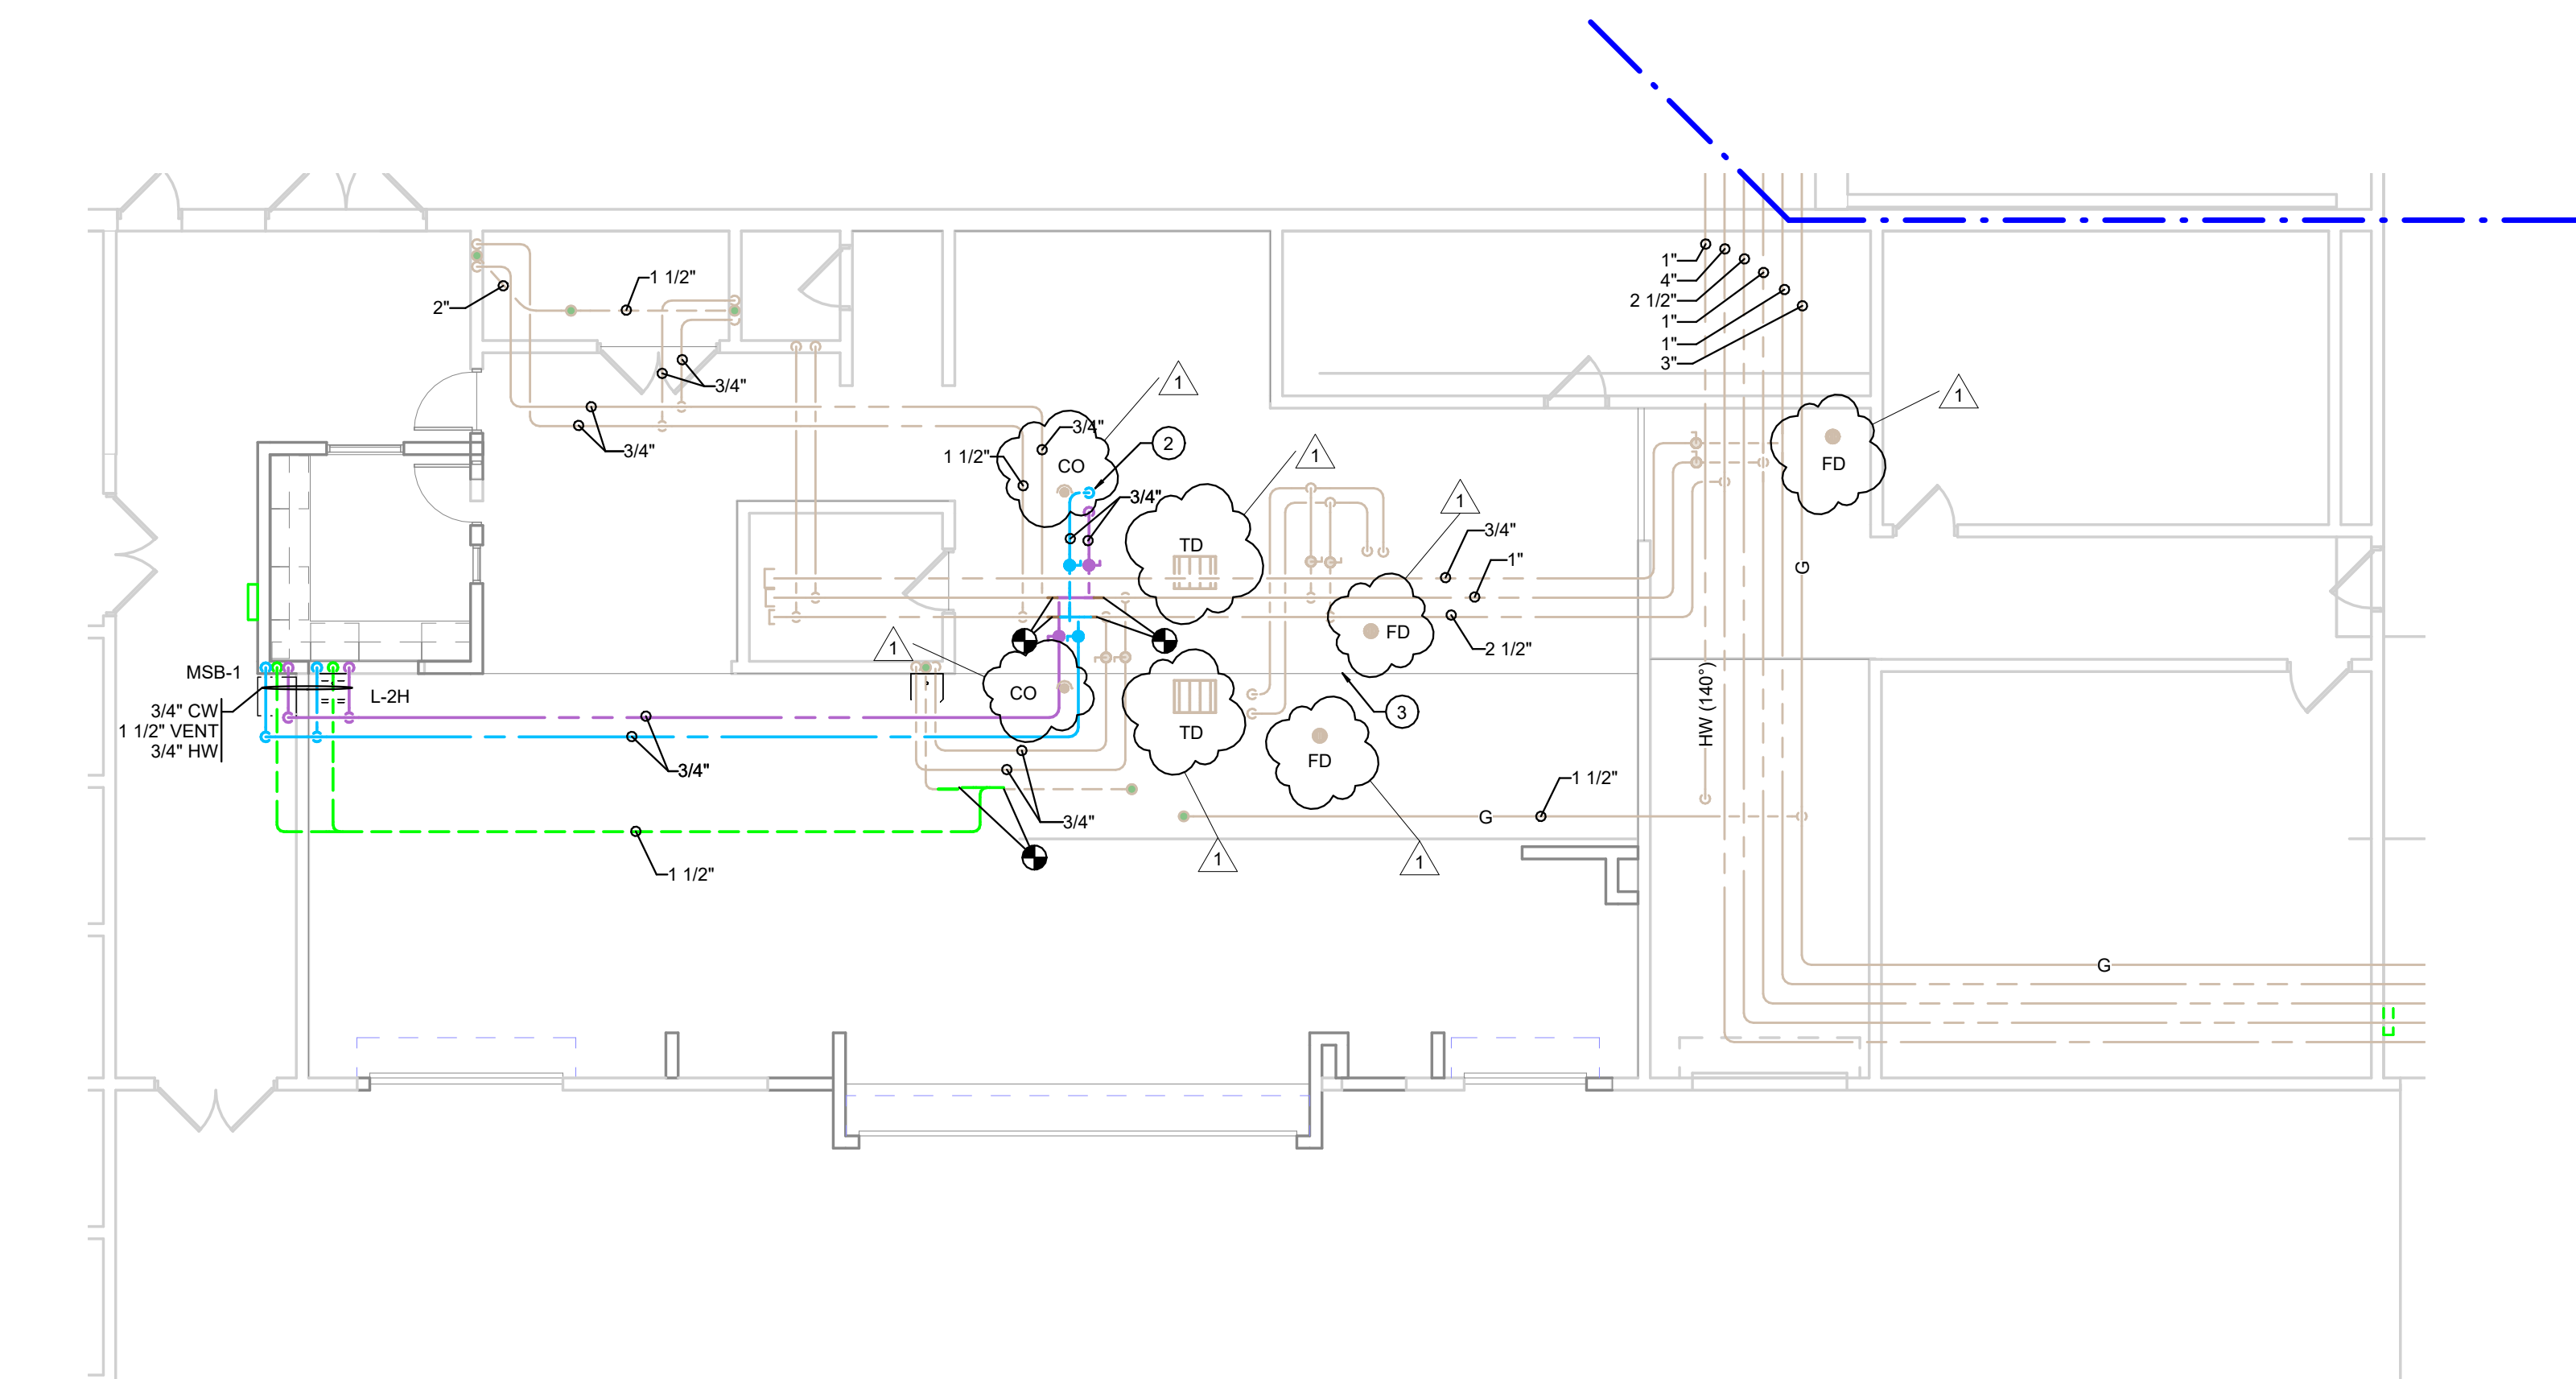 1"
4"
2 1/2"
1"
1"
3"
1 1/2"
2"
3/4"
3/4"
1
1
1
3/4"
CO
1 1/2"
2
3/4"
TD
FD
1
3/4"
1"
G
FD
2 1/2"
1
CO
TD
3
FD
HW (140°)
MSB-1
L-2H
3/4" CW
1 1/2" VENT
3/4" HW
3/4"
3/4"
1 1/2"
G
1 1/2"
1
1
G